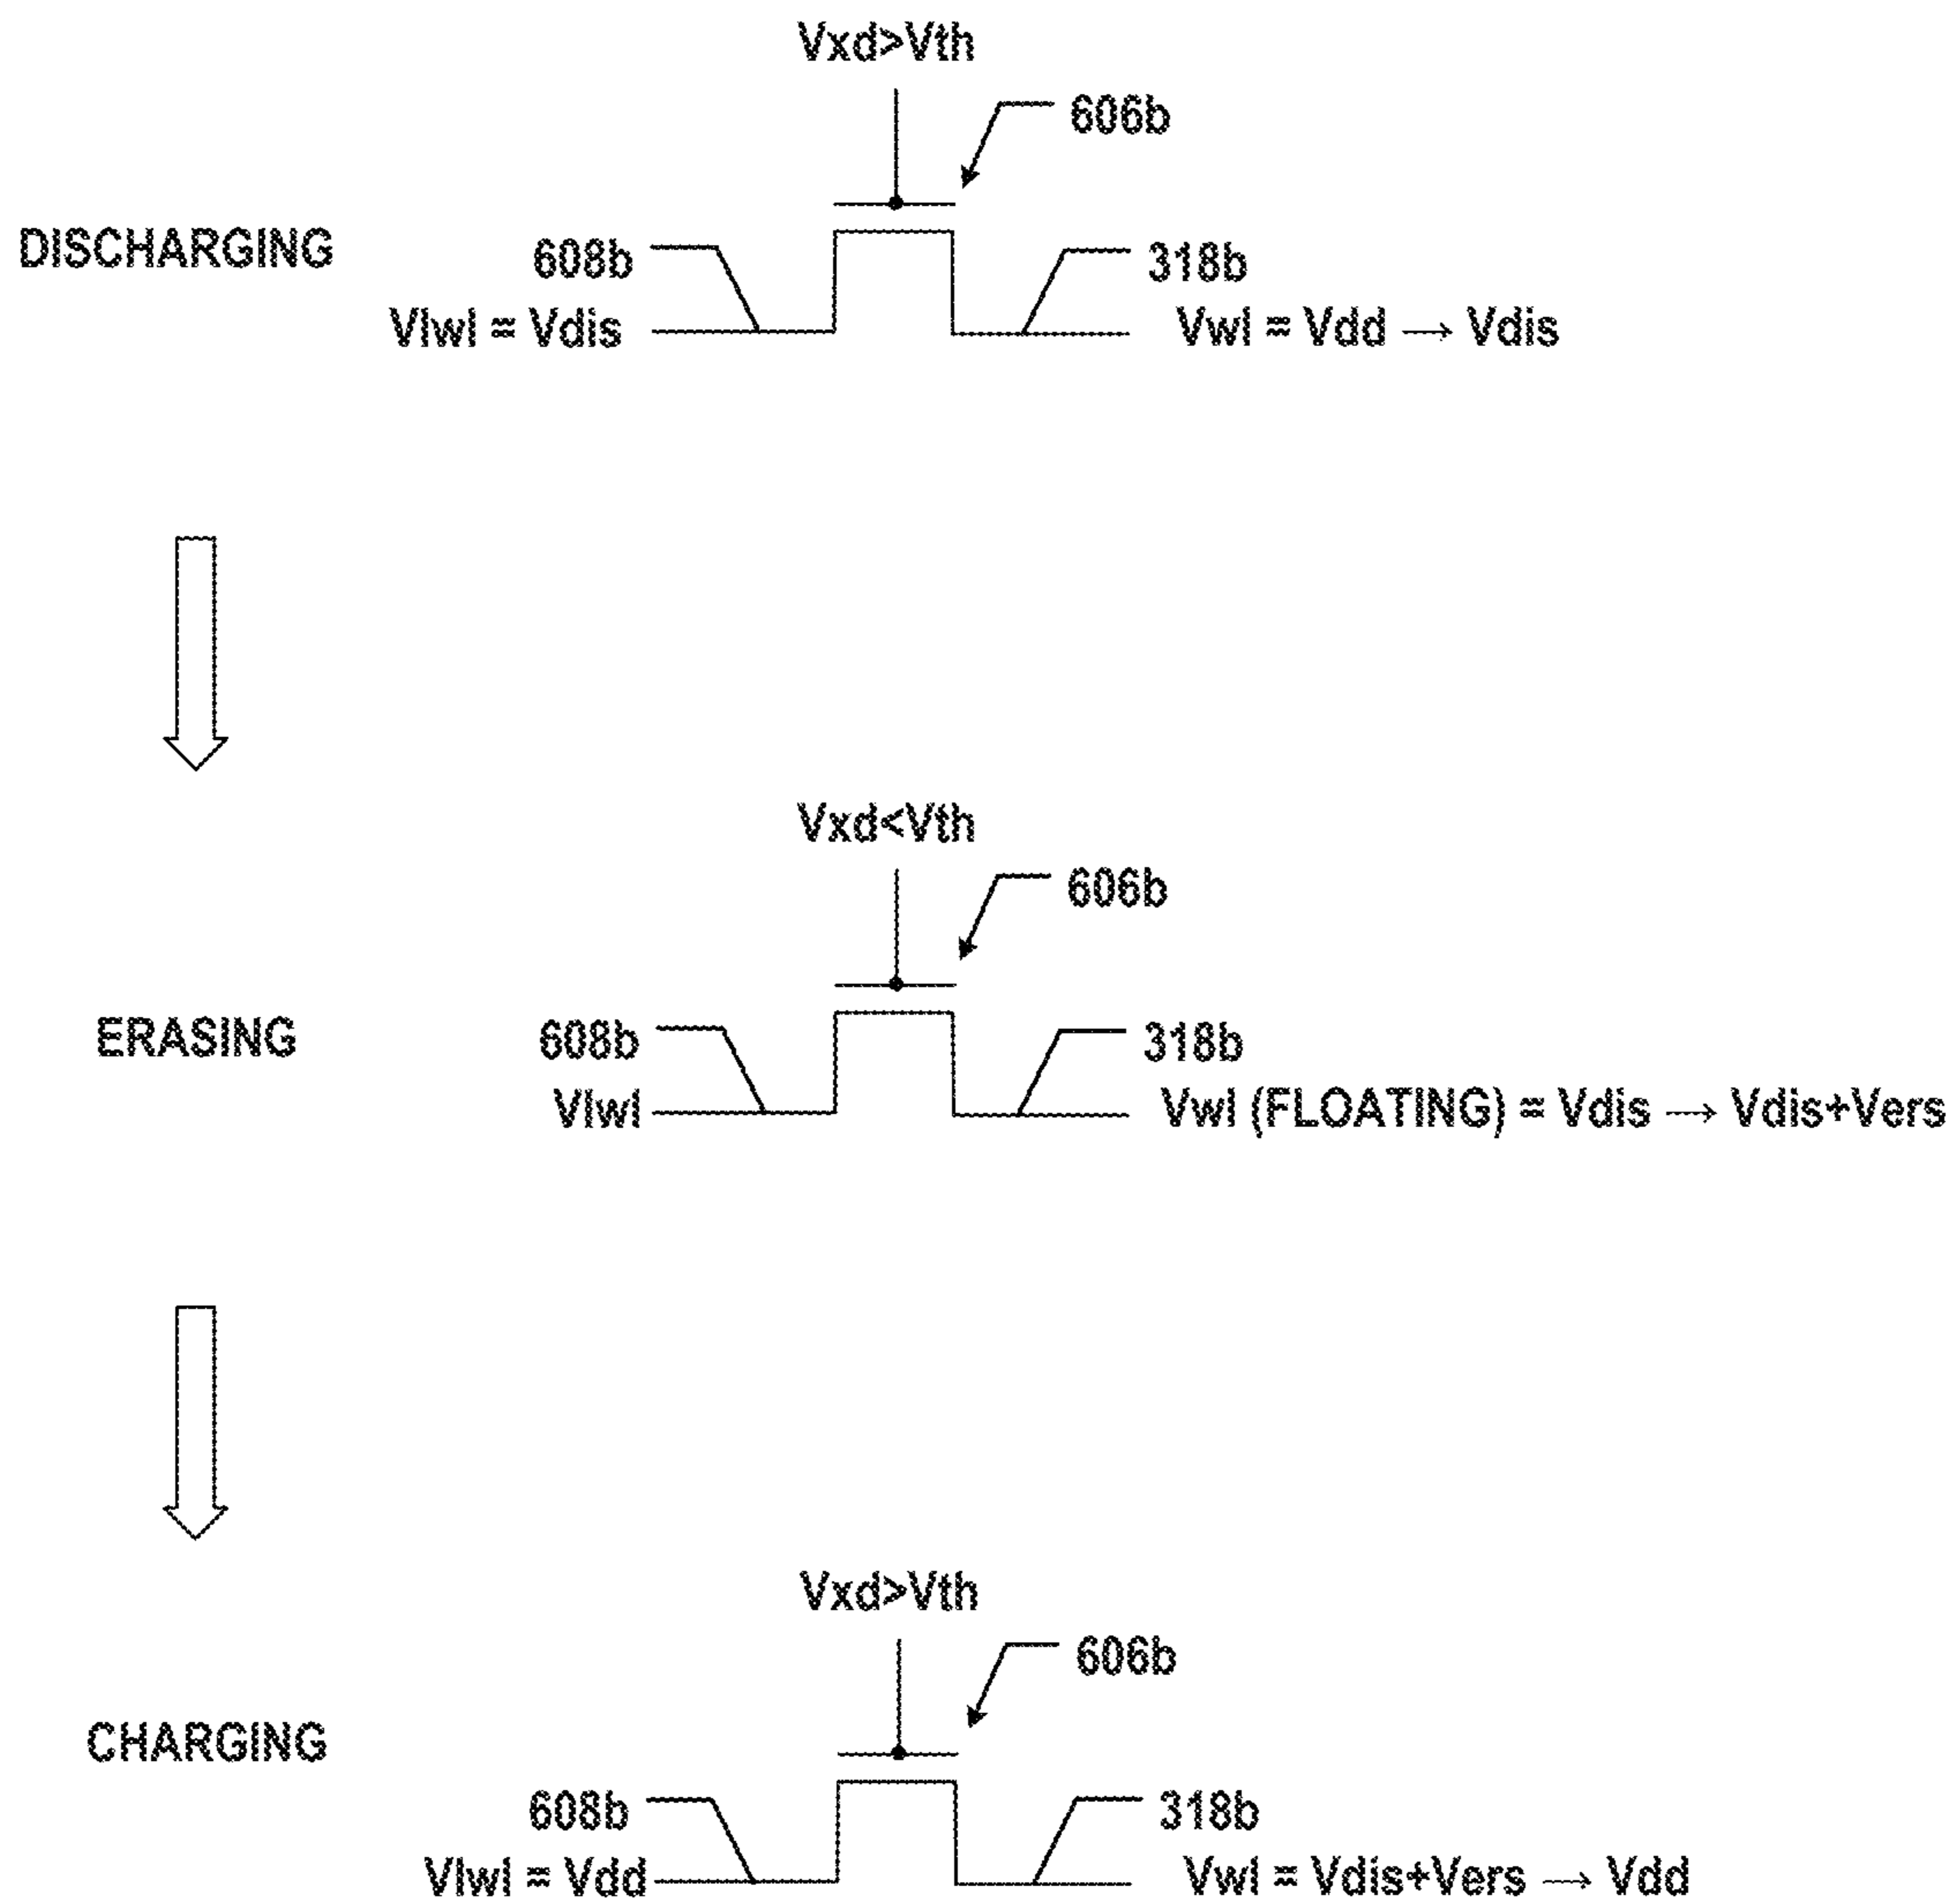 Vxd>Vth
606b
DISCHARGING
608b
318b
Vlwl = Vdis
Vwl = Vdd → Vdis
Vxd<Vth
606b
ERASING
608b
318b
Vlwl
Vwl (FLOATING) = Vdis → Vdis+Vers
Vxd>Vth
606b
CHARGING
608b
318b
Vlwl = Vdd
Vwl = Vdis+Vers → Vdd